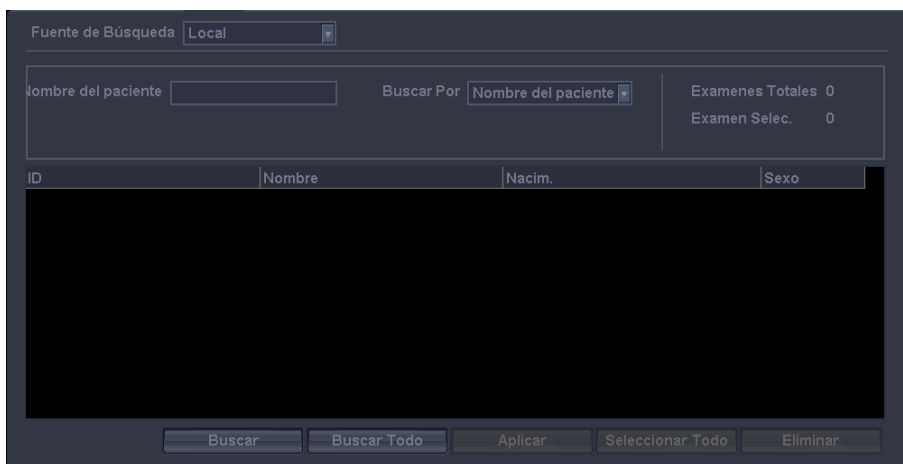 Fuente de Búsqueda Local
Nombre del paciente Buscar Por Nombre del paciente Examenes Totales 0
Examen Selec. 0
ID Nombre Nacim. Sexo
Buscar Buscar Todo Aplicar Seleccionar Todo Eliminar